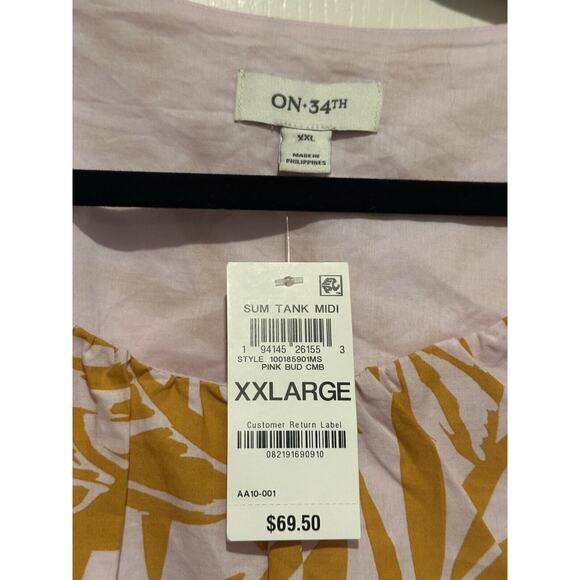 ON•34TH
XXL
MADE IN
PHILIPPINES
SUM TANK MIDI
1 94145 26155 3
STYLE 100185901MS
PINK BUD CMB
XXLARGE
Customer Return Label
082191690910
AA10-001
$69.50